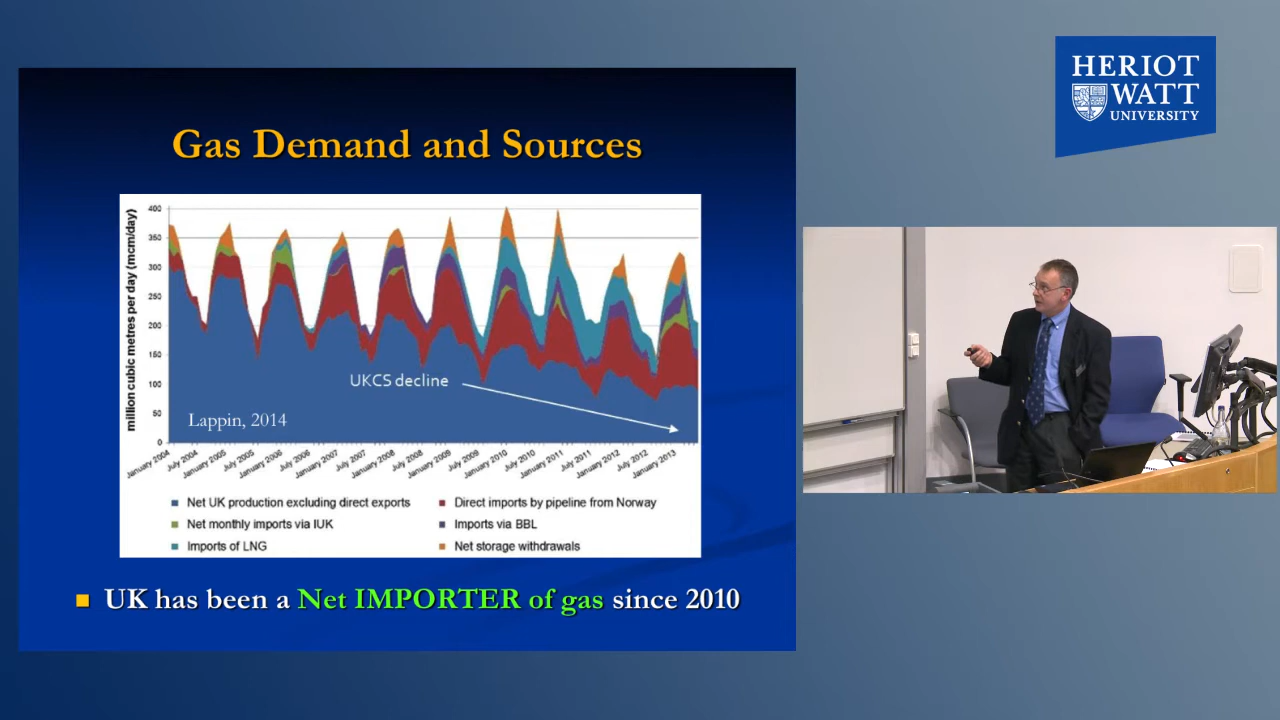 HERIOT
WATT
UNIVERSITY
Gas Demand and Sources
million cubic metres per day (mcm/day)
400
350
300
250
200
150
100
50
0
UKCS decline
Lappin, 2014
January 2004
July 2004
January 2005
July 2005
January 2006
July 2006
January 2007
July 2007
January 2008
July 2008
January 2009
July 2009
January 2010
July 2010
January 2011
July 2011
January 2012
July 2012
January 2013
Net UK production excluding direct exports
Direct imports by pipeline from Norway
Net monthly imports via IUK
Imports via BBL
Imports of LNG
Net storage withdrawals
UK has been a Net IMPORTER of gas since 2010